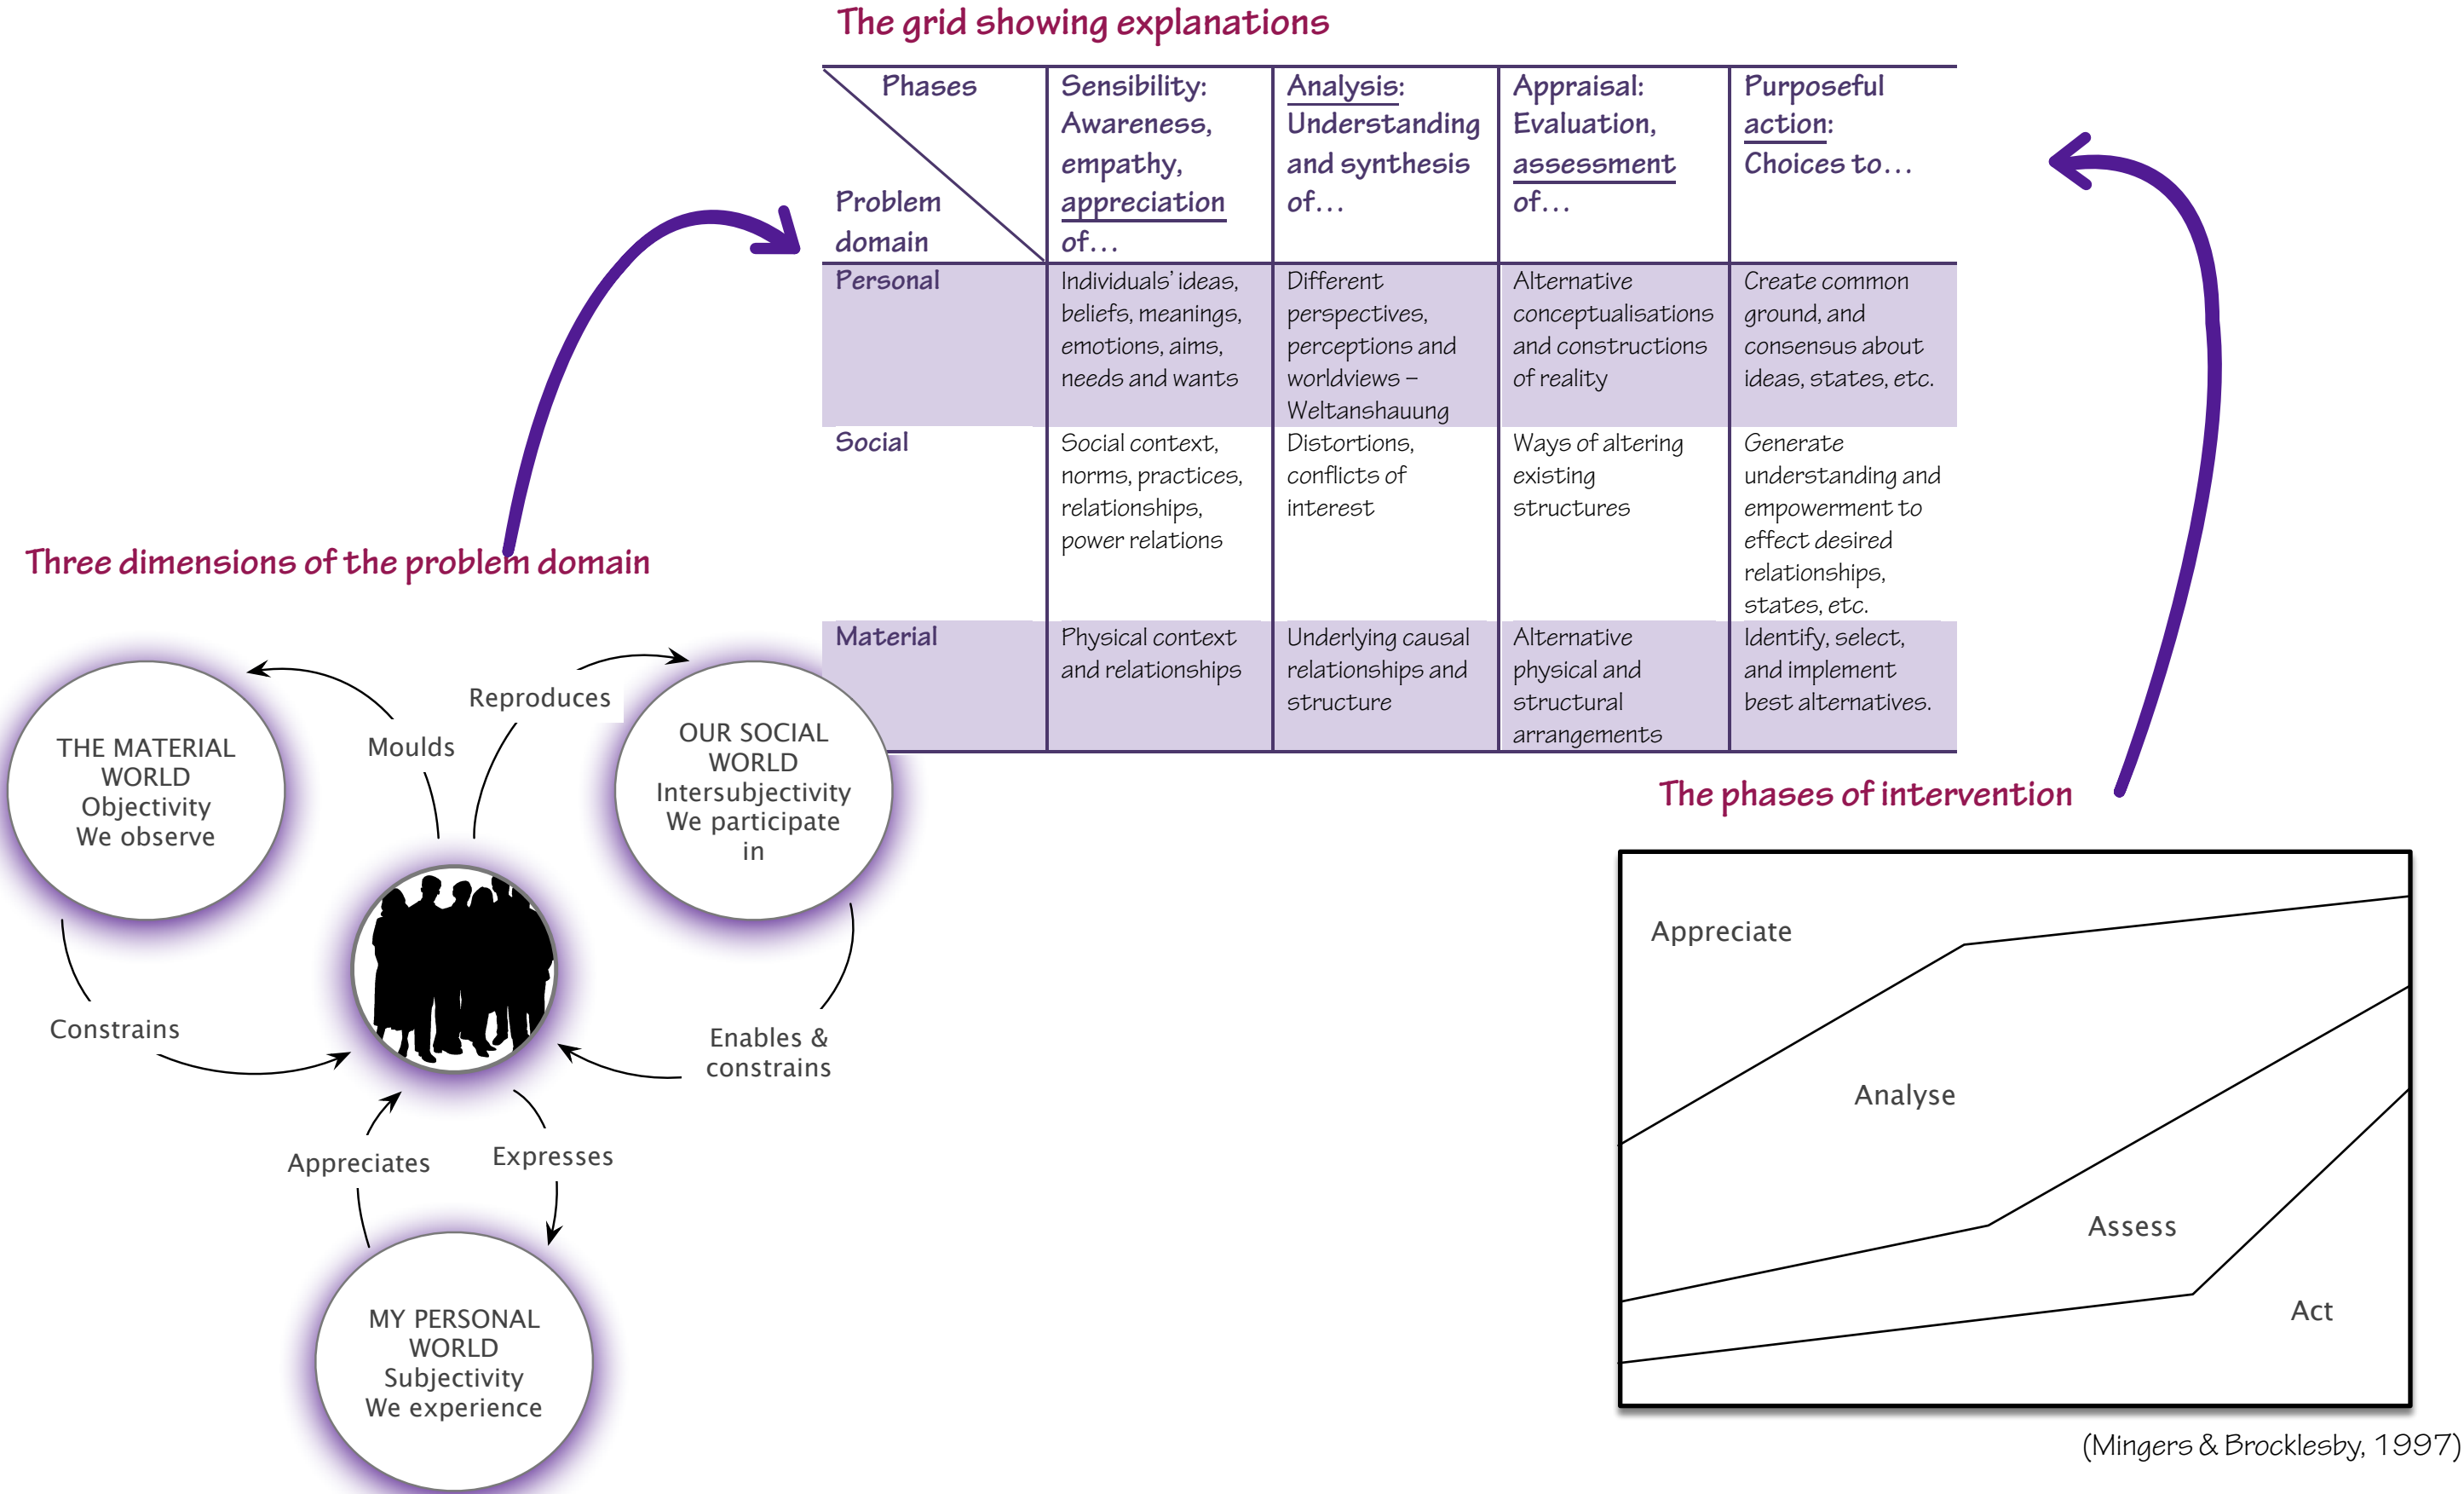 The grid showing explanations
Phases
Problem
domain
Sensibility:
Awareness,
empathy,
appreciation
of...
Analysis:
Understanding
and synthesis
of...
Appraisal:
Evaluation,
assessment
of...
Purposeful
action:
Choices to...
Personal
Individuals' ideas,
beliefs, meanings,
emotions, aims,
needs and wants
Different
perspectives,
perceptions and
worldviews –
Weltanshauung
Alternative
conceptualisations
and constructions
of reality
Create common
ground, and
consensus about
ideas, states, etc.
Social
Social context,
norms, practices,
relationships,
power relations
Distortions,
conflicts of
interest
Ways of altering
existing
structures
Generate
understanding and
empowerment to
effect desired
relationships,
states, etc.
Material
Physical context
and relationships
Underlying causal
relationships and
structure
Alternative
physical and
structural
arrangements
Identify, select,
and implement
best alternatives.
Three dimensions of the problem domain
THE MATERIAL
WORLD
Objectivity
We observe
Moulds
Reproduces
OUR SOCIAL
WORLD
Intersubjectivity
We participate
in
Constrains
Enables &
constrains
Appreciates
Expresses
MY PERSONAL
WORLD
Subjectivity
We experience
The phases of intervention
Appreciate
Analyse
Assess
Act
(Mingers & Brocklesby, 1997)